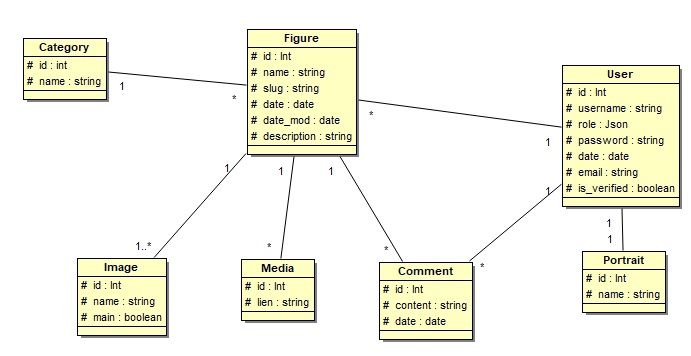 Category
# id : int
# name : string
1
*
Figure
# id : Int
# name : string
# slug : string
# date : date
# date_mod : date
# description : string
*
1
User
# id : Int
# username : string
# role : Json
# password : string
# date : date
# email : string
# is_verified : boolean
1
1..*
1
*
1
*
1
*
1
1
Image
# id : Int
# name : string
# main : boolean
Media
# id : Int
# lien : string
Comment
# id : Int
# content : string
# date : date
Portrait
# id : Int
# name : string